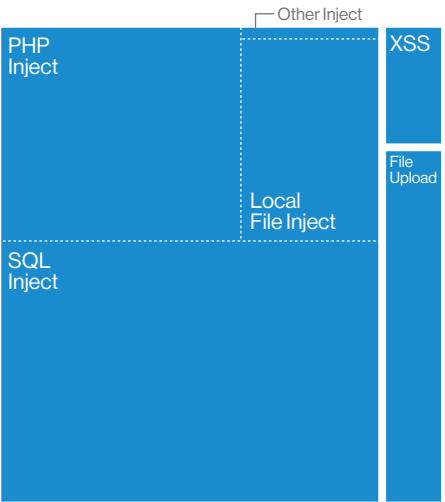 Other Inject
PHP
Inject
XSS
File
Upload
Local
File Inject
SQL
Inject